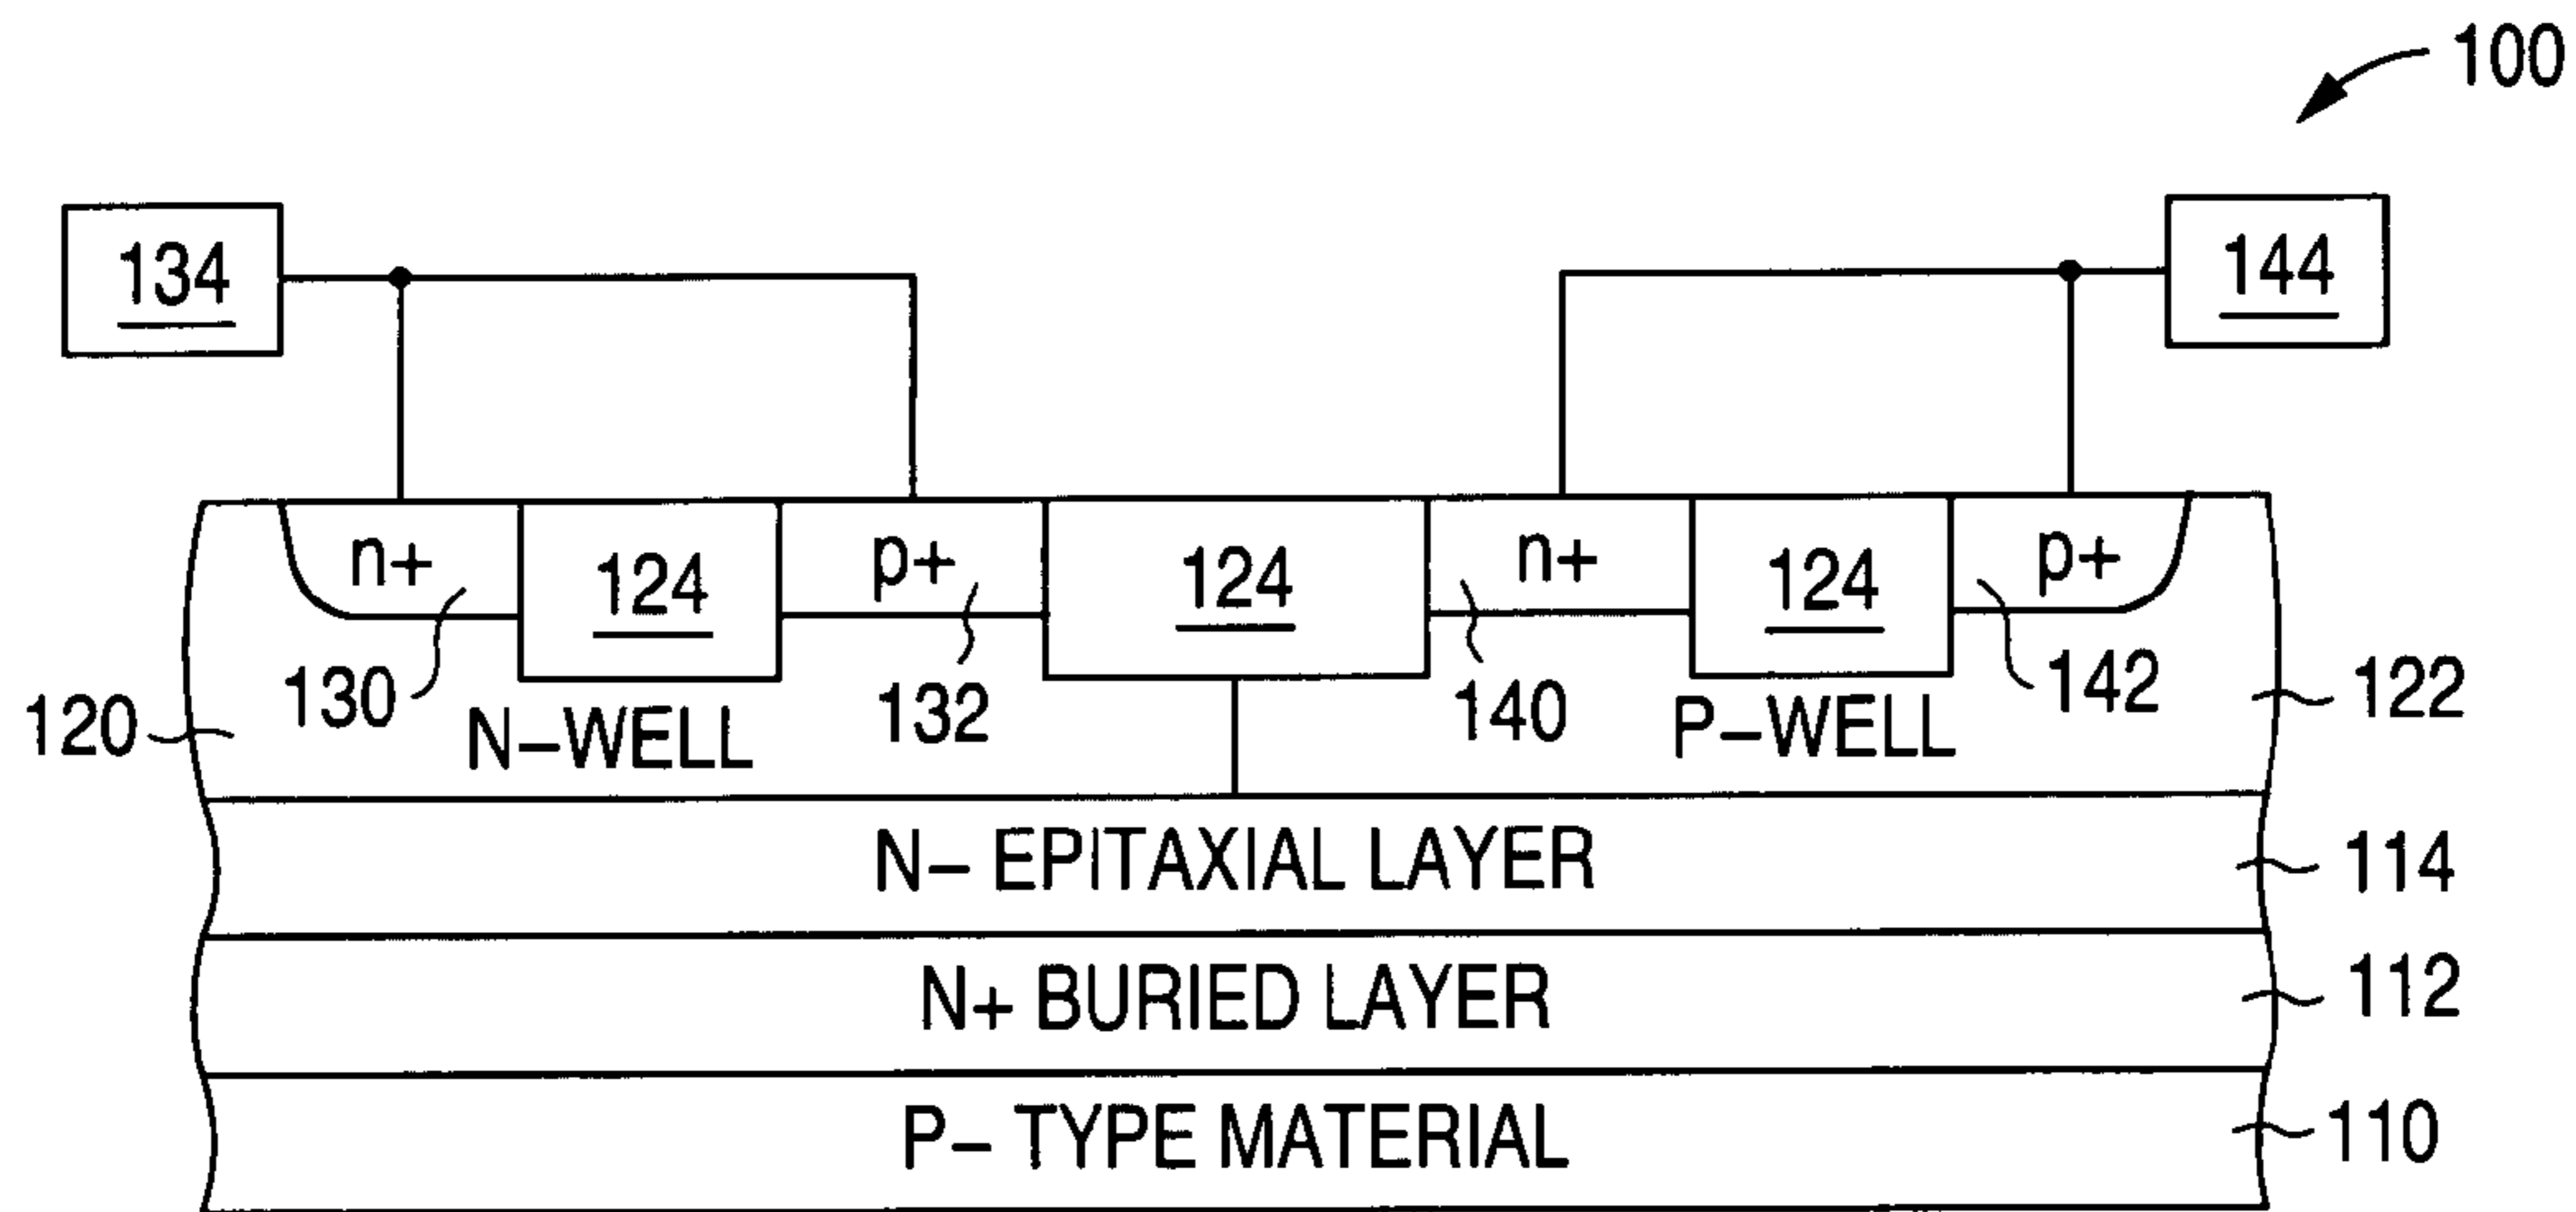 100
134
144
n+
124
p+
124
n+
124
p+
120
130
N–WELL
132
140
P–WELL
142
122
N– EPITAXIAL LAYER
114
N+ BURIED LAYER
112
P– TYPE MATERIAL
110